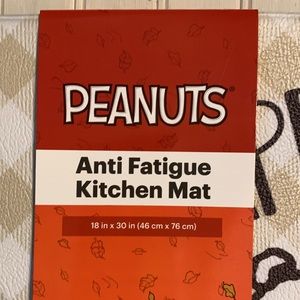 PEANUTS®
Anti Fatigue
Kitchen Mat
18 in x 30 in (46 cm x 76 cm)